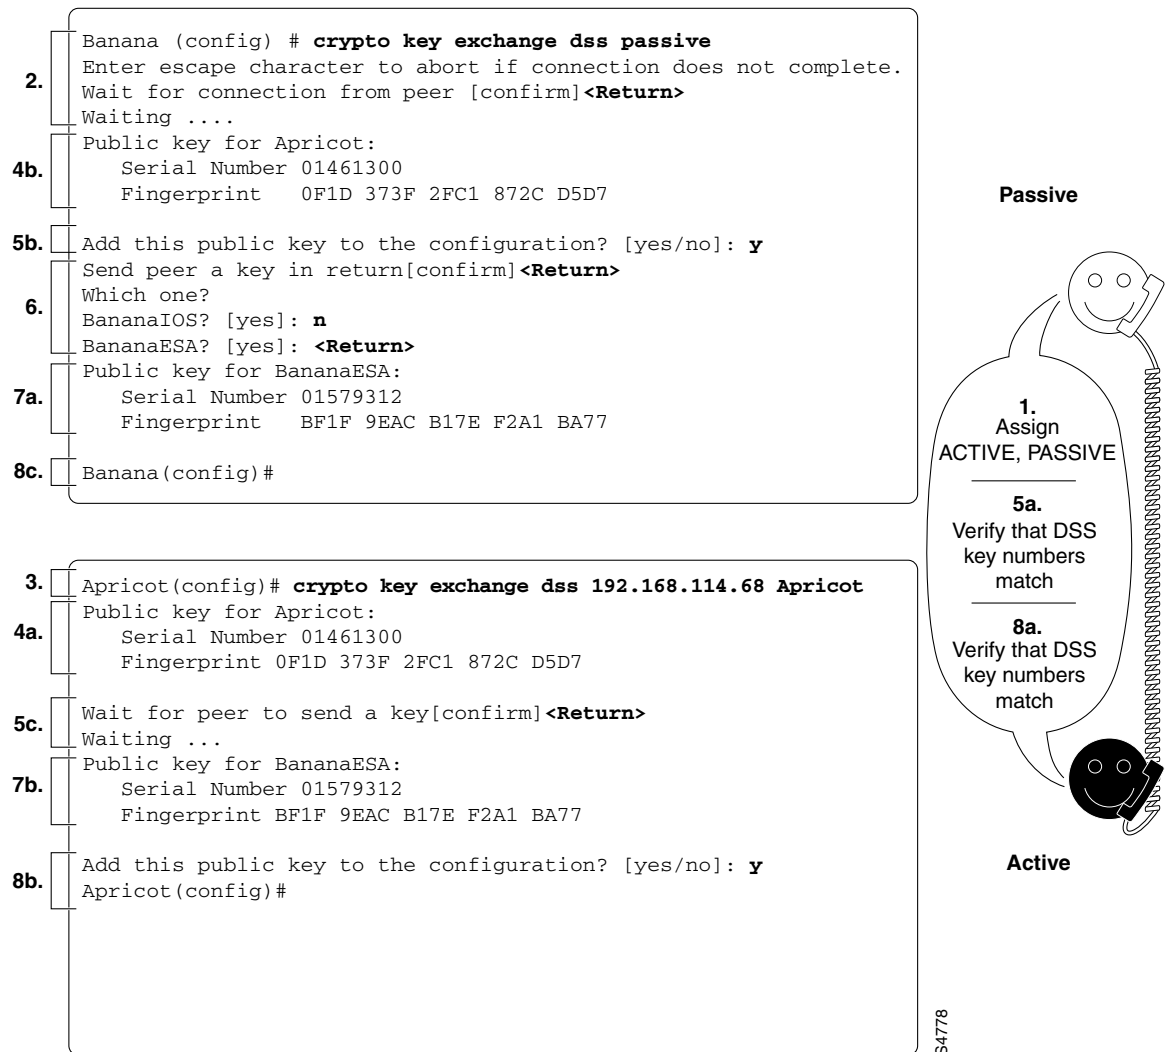 2.
Banana (config) # crypto key exchange dss passive
Enter escape character to abort if connection does not complete.
Wait for connection from peer [confirm]<Return>
Waiting ....
4b.
Public key for Apricot:
Serial Number 01461300
Fingerprint 0F1D 373F 2FC1 872C D5D7
5b.
Add this public key to the configuration? [yes/no]: y
6.
Send peer a key in return[confirm]<Return>
Which one?
BananaIOS? [yes]: n
BananaESA? [yes]: <Return>
7a.
Public key for BananaESA:
Serial Number 01579312
Fingerprint BF1F 9EAC B17E F2A1 BA77
8c.
Banana(config)#
3.
Apricot(config)# crypto key exchange dss 192.168.114.68 Apricot
4a.
Public key for Apricot:
Serial Number 01461300
Fingerprint 0F1D 373F 2FC1 872C D5D7
5c.
Wait for peer to send a key[confirm]<Return>
Waiting ...
7b.
Public key for BananaESA:
Serial Number 01579312
Fingerprint BF1F 9EAC B17E F2A1 BA77
8b.
Add this public key to the configuration? [yes/no]: y
Apricot(config)#
Passive
1.
Assign
ACTIVE, PASSIVE
5a.
Verify that DSS
key numbers
match
8a.
Verify that DSS
key numbers
match
Active
S4778